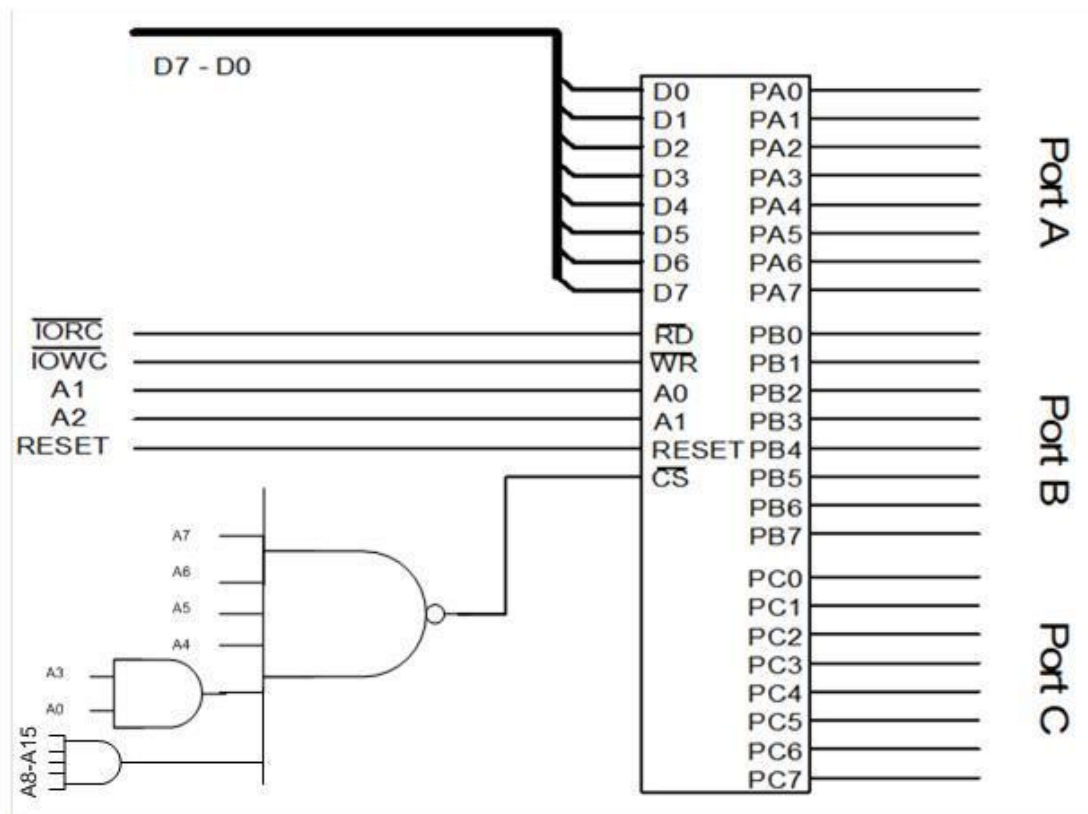 D7 - D0
D0 PA0
D1 PA1
D2 PA2
D3 PA3
D4 PA4
D5 PA5
D6 PA6
D7 PA7
Port A
IORC RD PB0
IOWC WR PB1
A1 A0 PB2
A2 A1 PB3
RESET RESET PB4
CS PB5
PB6
PB7
Port B
A7
A6
A5
A4
A3
A0
A8-A15
PC0
PC1
PC2
PC3
PC4
PC5
PC6
PC7
Port C